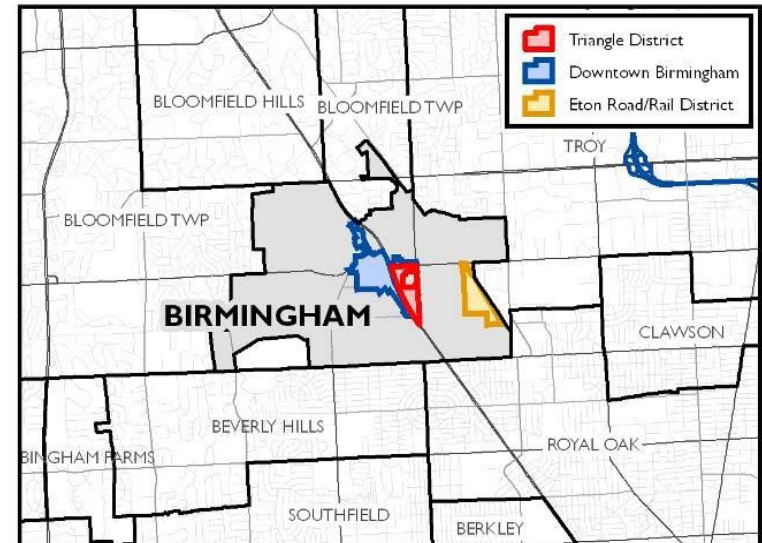 Triangle District
Downtown Birmingham
Eton Road/Rail District
BLOOMFIELD HILLS
BLOOMFIELD TWP
TROY
BLOOMFIELD TWP
BIRMINGHAM
CLAWSON
BEVERLY HILLS
BINGHAM FARMS
ROYAL OAK
SOUTHFIELD
BERKLEY